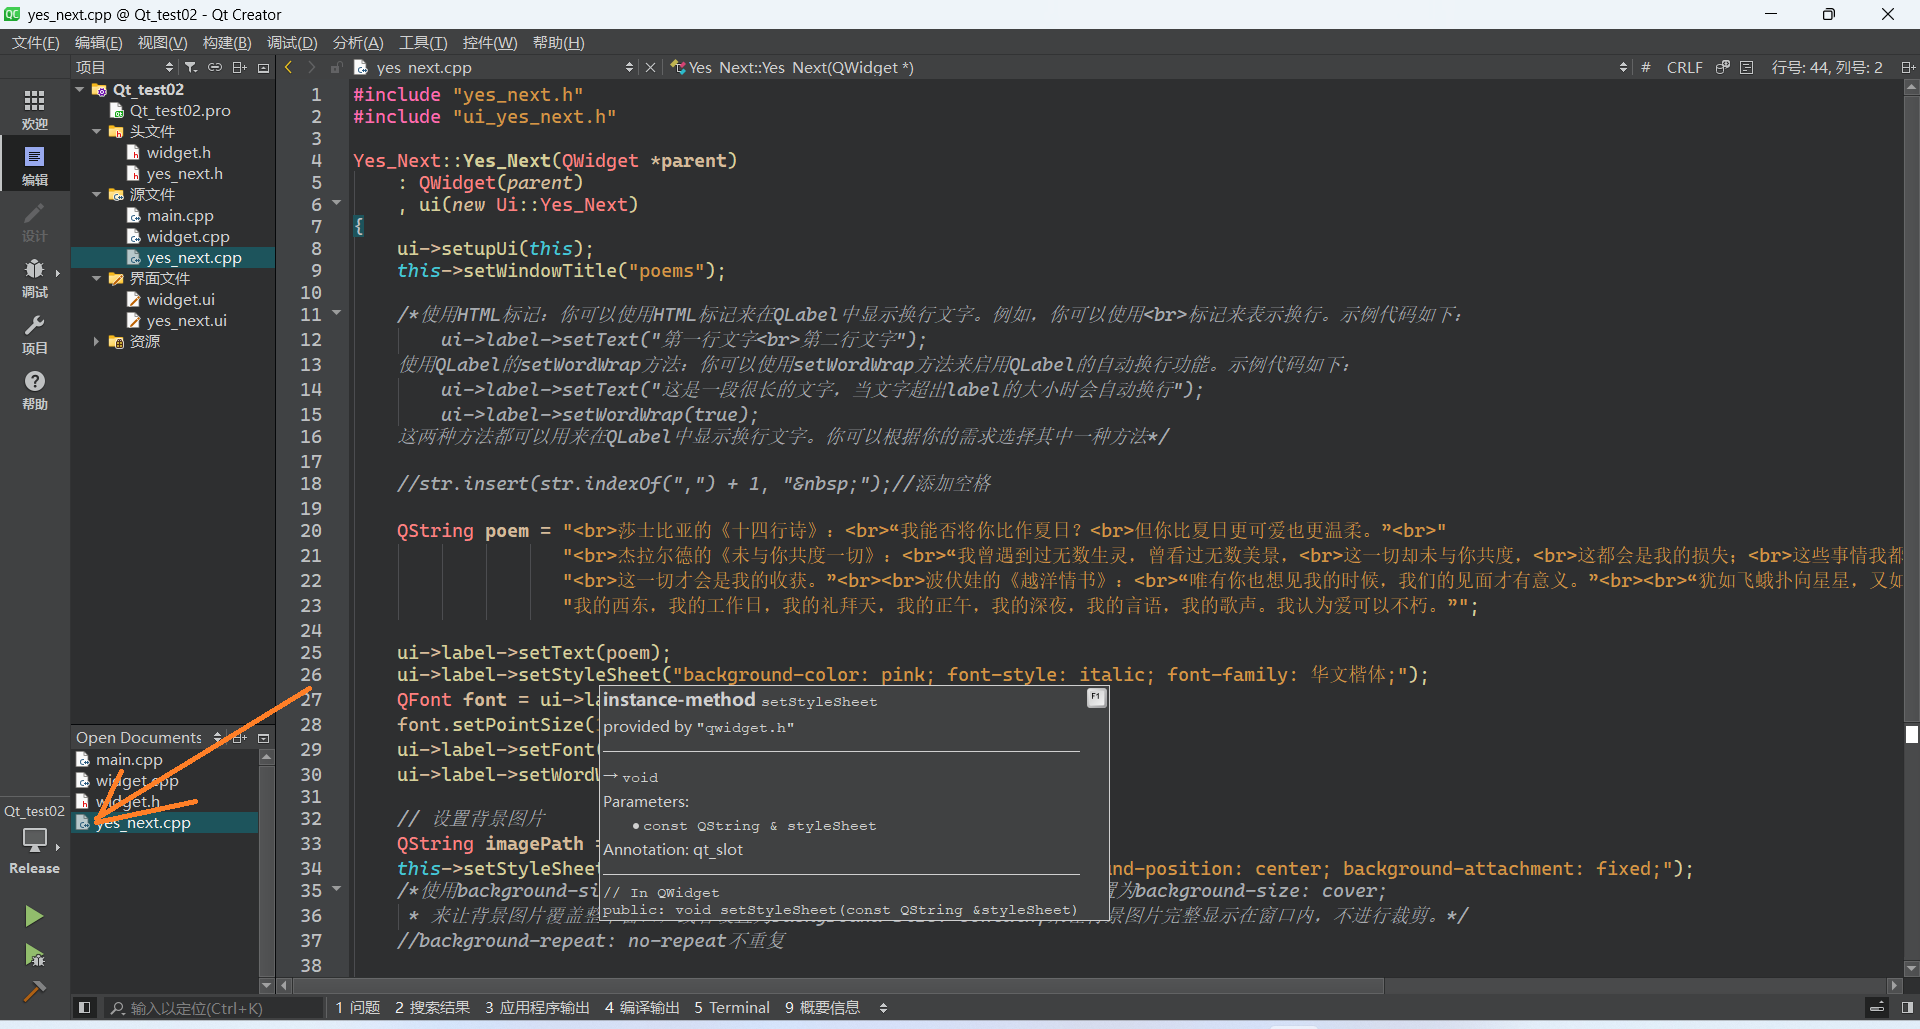 yes_next.cpp @ Qt_test02 - Qt Creator
文件(F) 编辑(E) 视图(V) 构建(B) 调试(D) 分析(A) 工具(T) 控件(W) 帮助(H)
项目
yes_next.cpp
Yes_Next::Yes_Next(QWidget *)
# CRLF 行号: 44, 列号: 2
欢迎
编辑
设计
调试
项目
帮助
Qt_test02
Release
Qt_test02
Qt_test02.pro
头文件
widget.h
yes_next.h
源文件
main.cpp
widget.cpp
yes_next.cpp
界面文件
widget.ui
yes_next.ui
资源
Open Documents
main.cpp
widget.cpp
widget.h
yes_next.cpp
1 #include "yes_next.h"
2 #include "ui_yes_next.h"
3
4 Yes_Next::Yes_Next(QWidget *parent)
5 : QWidget(parent)
6 , ui(new Ui::Yes_Next)
7 {
8 ui->setupUi(this);
9 this->setWindowTitle("poems");
10
11 /*使用HTML标记：你可以使用HTML标记来在QLabel中显示换行文字。例如，你可以使用<br>标记来表示换行。示例代码如下：
12 ui->label->setText("第一行文字<br>第二行文字");
13 使用QLabel的setWordWrap方法：你可以使用setWordWrap方法来启用QLabel的自动换行功能。示例代码如下：
14 ui->label->setText("这是一段很长的文字，当文字超出label的大小时会自动换行");
15 ui->label->setWordWrap(true);
16 这两种方法都可以用来在QLabel中显示换行文字。你可以根据你的需求选择其中一种方法*/
17
18 //str.insert(str.indexOf(",") + 1, "&nbsp;");//添加空格
19
20 QString poem = "<br>莎士比亚的《十四行诗》：<br>“我能否将你比作夏日？<br>但你比夏日更可爱也更温柔。”<br>"
21 "<br>杰拉尔德的《未与你共度一切》：<br>“我曾遇到过无数生灵，曾看过无数美景，<br>这一切却未与你共度，<br>这都会是我的损失；<br>这些事情我都
22 "<br>这一切才会是我的收获。”<br><br>波伏娃的《越洋情书》：<br>“唯有你也想见我的时候，我们的见面才有意义。”<br><br>“犹如飞蛾扑向星星，又如
23 "我的西东，我的工作日，我的礼拜天，我的正午，我的深夜，我的言语，我的歌声。我认为爱可以不朽。”";
24
25 ui->label->setText(poem);
26 ui->label->setStyleSheet("background-color: pink; font-style: italic; font-family: 华文楷体;");
27 QFont font = ui->la
28 font.setPointSize(
29 ui->label->setFont(
30 ui->label->setWordW
31
32 // 设置背景图片
33 QString imagePath =
34 this->setStyleSheet nd-position: center; background-attachment: fixed;");
35 /*使用background-si 置为background-size: cover;
36 * 来让背景图片覆盖整 景图片完整显示在窗口内，不进行裁剪。*/
37 //background-repeat: no-repeat不重复
38
instance-method setStyleSheet
F1
provided by "qwidget.h"
→ void
Parameters:
• const QString & styleSheet
Annotation: qt_slot
// In QWidget
public: void setStyleSheet(const QString &styleSheet)
输入以定位(Ctrl+K)
1 问题 2 搜索结果 3 应用程序输出 4 编译输出 5 Terminal 9 概要信息